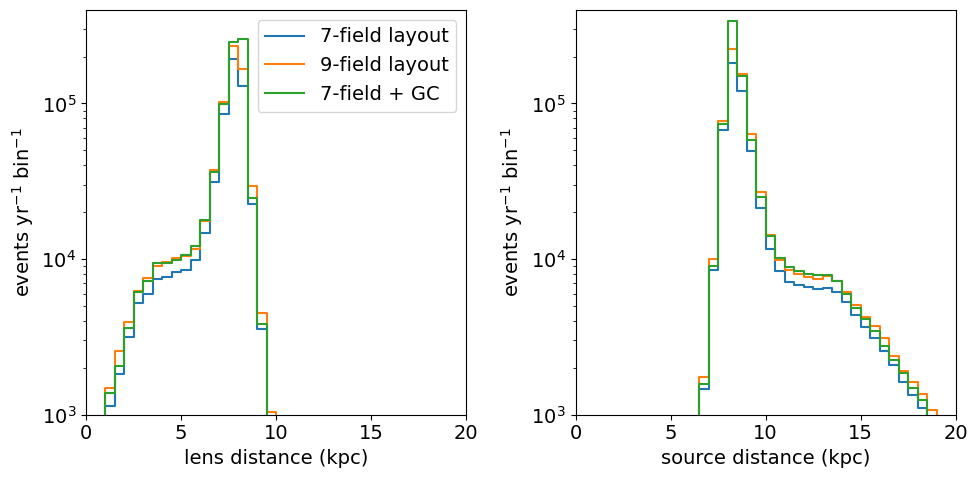 7-field layout
9-field layout
7-field + GC
events yr⁻¹ bin⁻¹
10⁵
10⁴
10³
0 5 10 15 20
lens distance (kpc)
events yr⁻¹ bin⁻¹
10⁵
10⁴
10³
0 5 10 15 20
source distance (kpc)